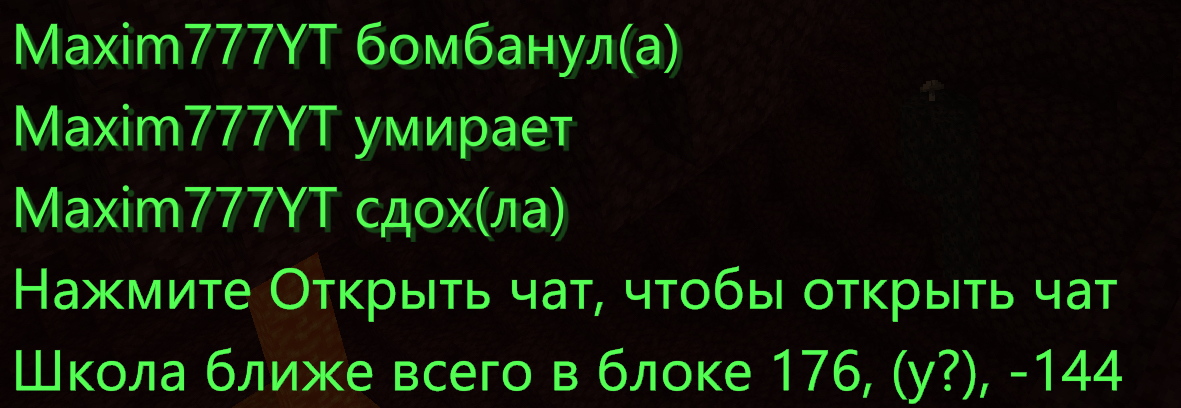 Maxim777YT бомбанул(а)
Maxim777YT умирает
Maxim777YT сдох(ла)
Нажмите Открыть чат, чтобы открыть чат
Школа ближе всего в блоке 176, (y?), -144